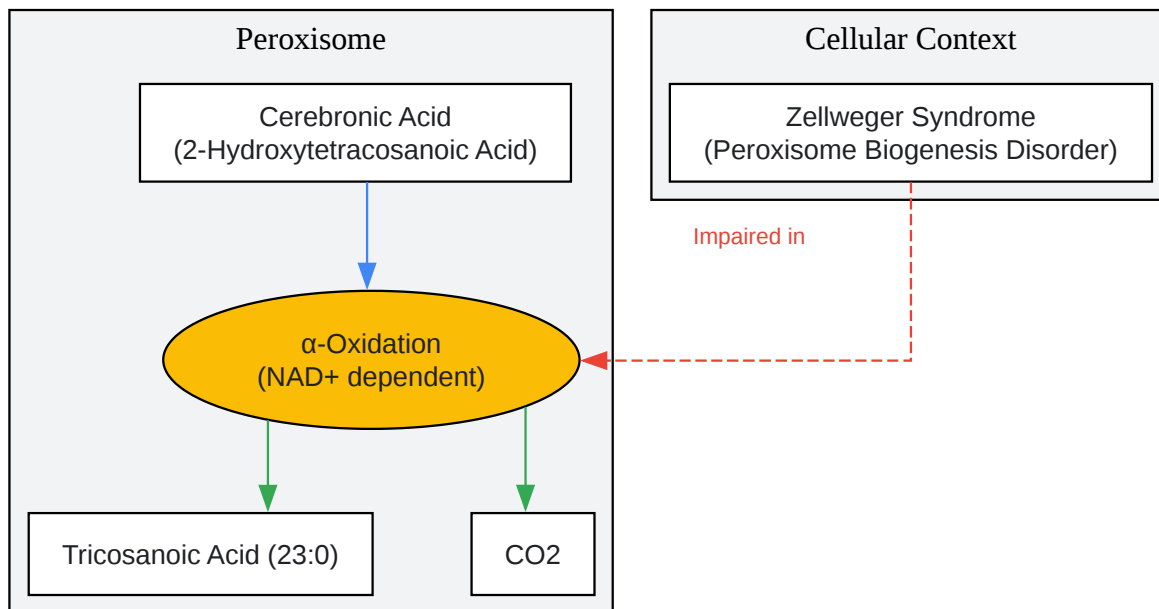 Peroxisome
Cerebronic Acid
(2-Hydroxytetracosanoic Acid)
α-Oxidation
(NAD+ dependent)
Tricosanoic Acid (23:0)
CO2
Cellular Context
Zellweger Syndrome
(Peroxisome Biogenesis Disorder)
Impaired in